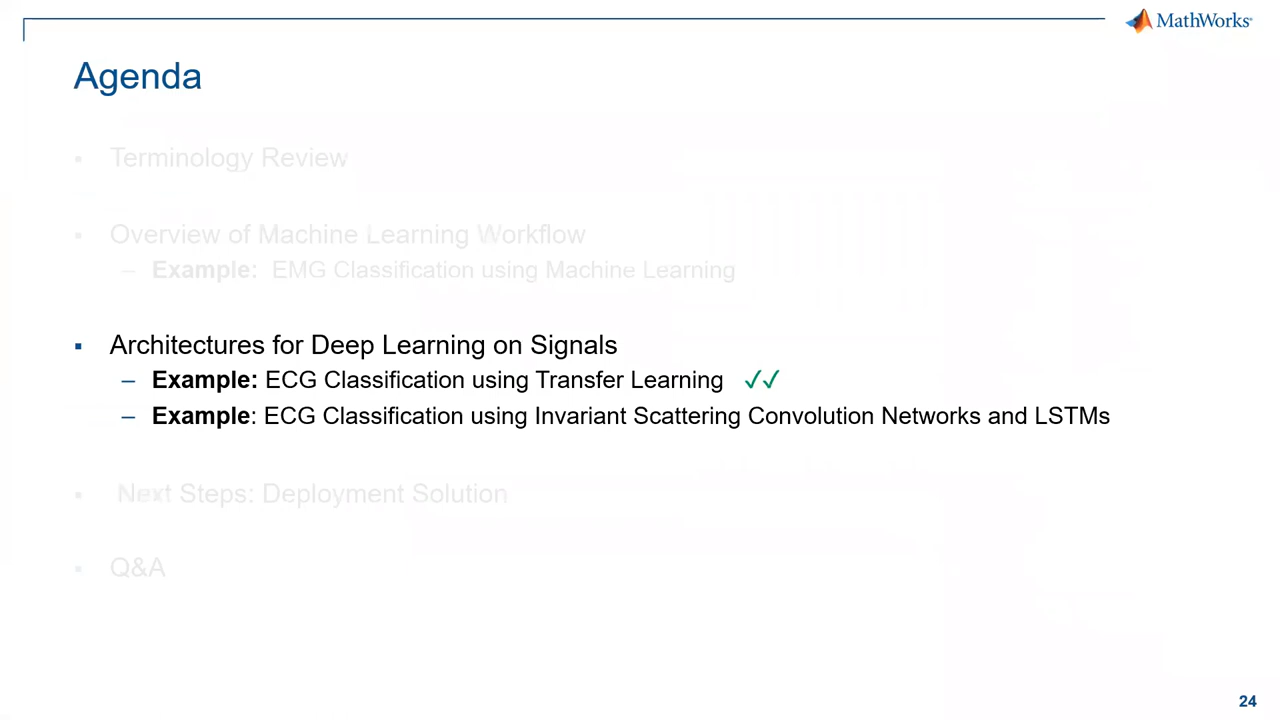 MathWorks
Agenda
▪ Terminology Review
▪ Overview of Machine Learning Workflow
– Example: EMG Classification using Machine Learning
▪ Architectures for Deep Learning on Signals
– Example: ECG Classification using Transfer Learning ✓✓
– Example: ECG Classification using Invariant Scattering Convolution Networks and LSTMs
▪ Next Steps: Deployment Solution
▪ Q&A
24